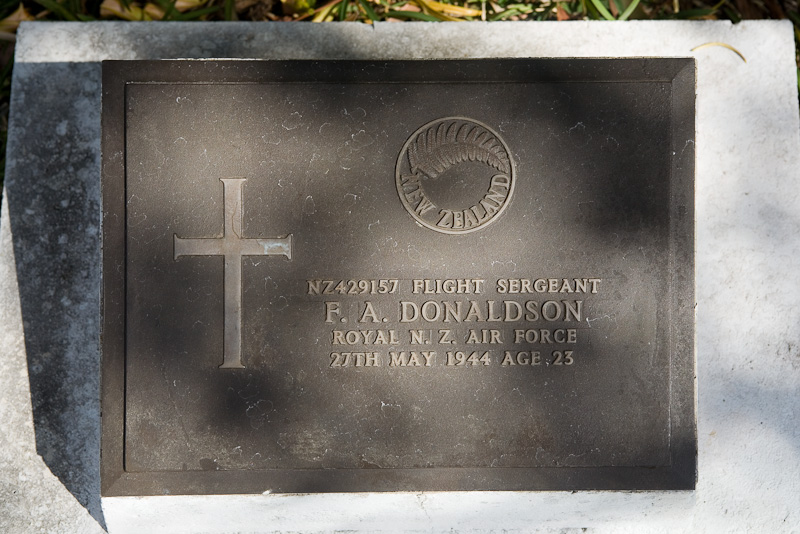 NEW ZEALAND
NZ429157 FLIGHT SERGEANT
F. A. DONALDSON
ROYAL N. Z. AIR FORCE
27TH MAY 1944 AGE 23